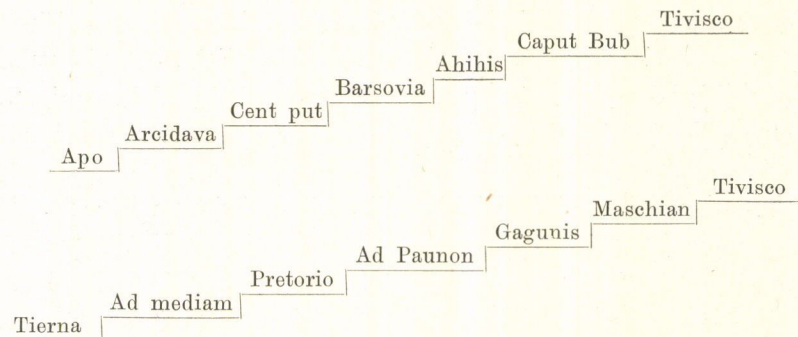 Apo Arcidava Cent put Barsovia Ahihis Caput Bub Tivisco
Tierna Ad mediam Pretorio Ad Paunon Gagunis Maschian Tivisco